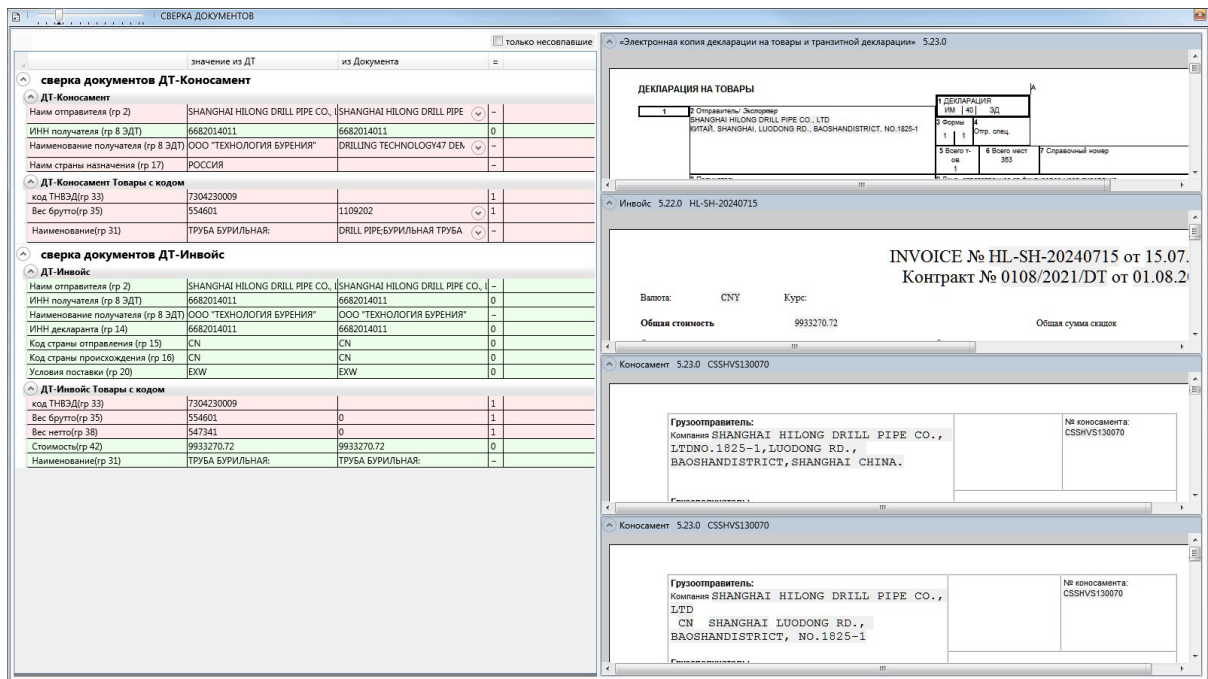 СВЕРКА ДОКУМЕНТОВ
только несовпавшие
значение из ДТ из Документа =
сверка документов ДТ-Коносамент
ДТ-Коносамент
Наим отправителя (гр 2) SHANGHAI HILONG DRILL PIPE CO., L SHANGHAI HILONG DRILL PIPE –
ИНН получателя (гр 8 ЭДТ) 6682014011 6682014011 0
Наименование получателя (гр 8 ЭДТ) ООО "ТЕХНОЛОГИЯ БУРЕНИЯ" DRILLING TECHNOLOGY47 DEM –
Наим страны назначения (гр 17) РОССИЯ –
ДТ-Коносамент Товары с кодом
код ТНВЭД(гр 33) 7304230009 1
Вес брутто(гр 35) 554601 1109202 1
Наименование(гр 31) ТРУБА БУРИЛЬНАЯ: DRILL PIPE;БУРИЛЬНАЯ ТРУБА –
сверка документов ДТ-Инвойс
ДТ-Инвойс
Наим отправителя (гр 2) SHANGHAI HILONG DRILL PIPE CO., L SHANGHAI HILONG DRILL PIPE CO., L –
ИНН получателя (гр 8 ЭДТ) 6682014011 6682014011 0
Наименование получателя (гр 8 ЭДТ) ООО "ТЕХНОЛОГИЯ БУРЕНИЯ" ООО "ТЕХНОЛОГИЯ БУРЕНИЯ" –
ИНН декларанта (гр 14) 6682014011 6682014011 0
Код страны отправления (гр 15) CN CN 0
Код страны происхождения (гр 16) CN CN 0
Условия поставки (гр 20) EXW EXW 0
ДТ-Инвойс Товары с кодом
код ТНВЭД(гр 33) 7304230009 1
Вес брутто(гр 35) 554601 0 1
Вес нетто(гр 38) 547341 0 1
Стоимость(гр 42) 9933270.72 9933270.72 0
Наименование(гр 31) ТРУБА БУРИЛЬНАЯ: ТРУБА БУРИЛЬНАЯ: –
«Электронная копия декларации на товары и транзитной декларации» 5.23.0
ДЕКЛАРАЦИЯ НА ТОВАРЫ A
1 2 Отправитель/ Экспортер
SHANGHAI HILONG DRILL PIPE CO., LTD
КИТАЙ, SHANGHAI, LUODONG RD., BAOSHANDISTRICT, NO.1825-1
1 ДЕКЛАРАЦИЯ
ИМ 40 ЭД
3 Формы 4
1 1 Отгр. спец.
5 Всего т-ов 6 Всего мест 7 Справочный номер
1 383
Инвойс 5.22.0 HL-SH-20240715
INVOICE № HL-SH-20240715 от 15.07.
Контракт № 0108/2021/DT от 01.08.2
Валюта: CNY Курс:
Общая стоимость 9933270.72 Общая сумма скидок
Коносамент 5.23.0 CSSHVS130070
Грузоотправитель: № коносамента:
Компания SHANGHAI HILONG DRILL PIPE CO., CSSHVS130070
LTDNO.1825-1,LUODONG RD.,
BAOSHANDISTRICT,SHANGHAI CHINA.
Коносамент 5.23.0 CSSHVS130070
Грузоотправитель: № коносамента:
Компания SHANGHAI HILONG DRILL PIPE CO., CSSHVS130070
LTD
CN SHANGHAI LUODONG RD.,
BAOSHANDISTRICT, NO.1825-1